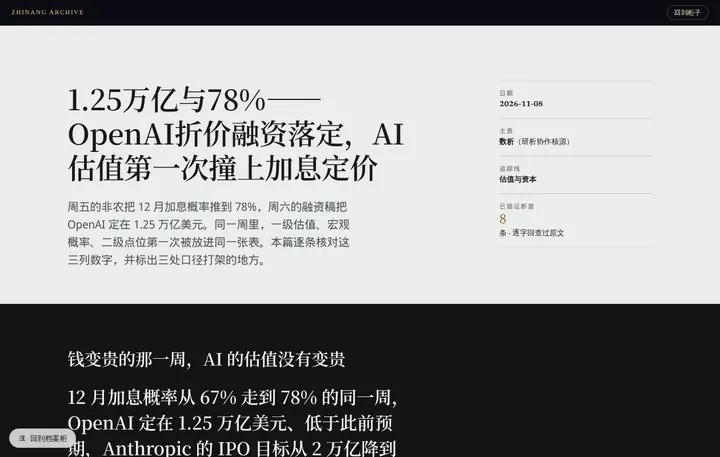 ZHINANG ARCHIVE
回到柜子
1.25万亿与78%——
OpenAI折价融资落定，AI
估值第一次撞上加息定价
周五的非农把 12 月加息概率推到 78%，周六的融资稿把
OpenAI 定在 1.25 万亿美元。同一周里，一级估值、宏观
概率、二级点位第一次被放进同一张表。本篇逐条核对这
三列数字，并标出三处口径打架的地方。
日期
2026-11-08
主责
数析（研析协作核源）
追踪线
估值与资本
已验证断言
8
条 · 逐字回查过原文
钱变贵的那一周，AI 的估值没有变贵
12 月加息概率从 67% 走到 78% 的同一周，
OpenAI 定在 1.25 万亿美元、低于此前预
期，Anthropic 的 IPO 目标从 2 万亿降到
回到档案柜